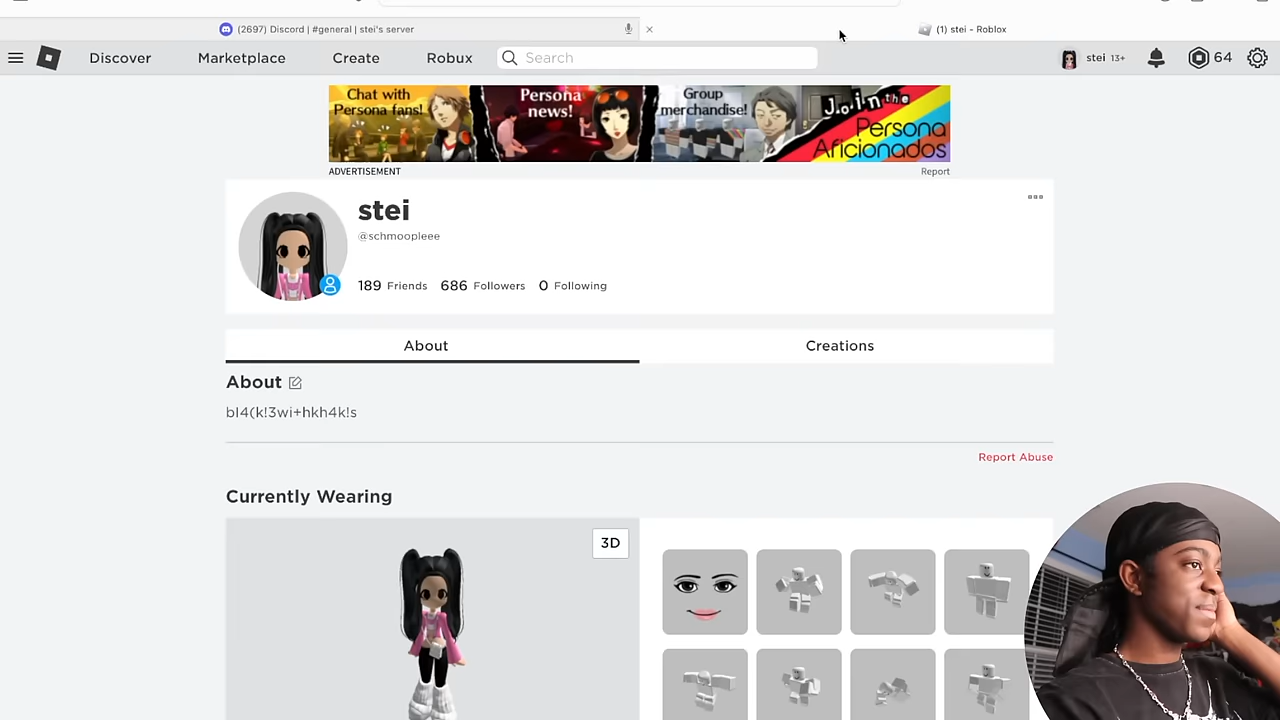 (2697) Discord | #general | stei's server
(1) stei - Roblox
Discover
Marketplace
Create
Robux
Search
stei 13+
64
Chat with
Persona fans!
Persona
news!
Group
merchandise!
Join the
Persona
Aficionados
ADVERTISEMENT
Report
stei
@schmoopleee
189 Friends 686 Followers 0 Following
About
Creations
About
bl4(k!3wi+hkh4k!s
Report Abuse
Currently Wearing
3D